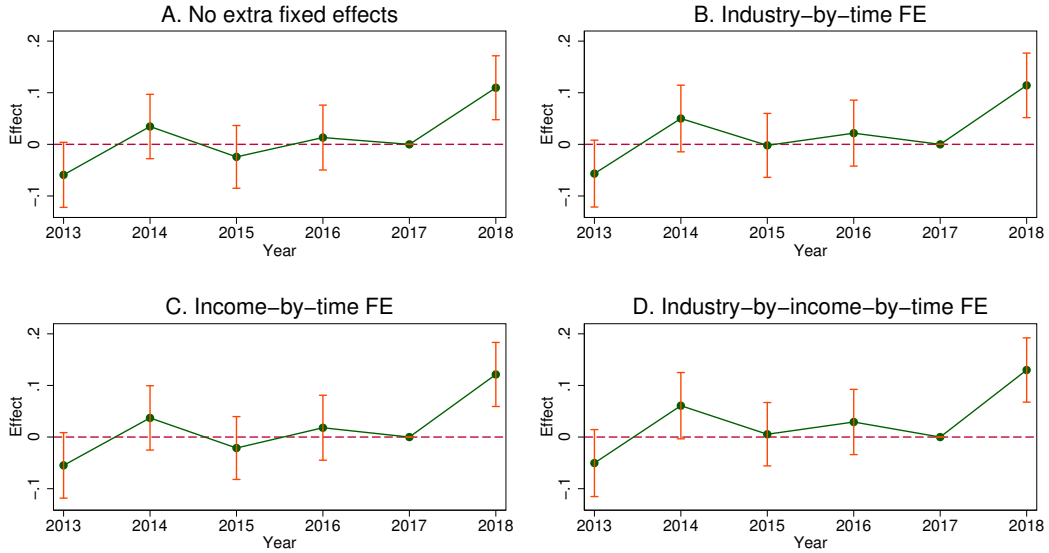 A. No extra fixed effects
Effect
.2
.1
0
−.1
2013 2014 2015 2016 2017 2018
Year
B. Industry−by−time FE
Effect
.2
.1
0
−.1
2013 2014 2015 2016 2017 2018
Year
C. Income−by−time FE
Effect
.2
.1
0
−.1
2013 2014 2015 2016 2017 2018
Year
D. Industry−by−income−by−time FE
Effect
.2
.1
0
−.1
2013 2014 2015 2016 2017 2018
Year